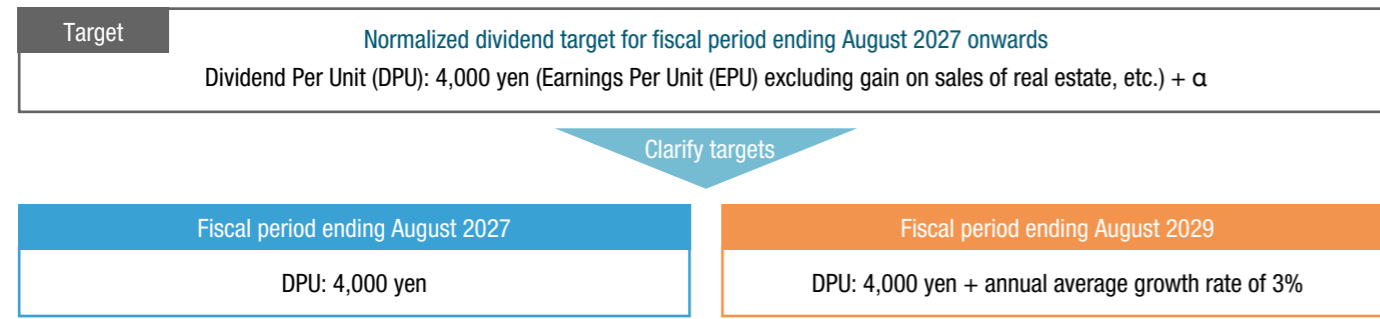 Target
Normalized dividend target for fiscal period ending August 2027 onwards
Dividend Per Unit (DPU): 4,000 yen (Earnings Per Unit (EPU) excluding gain on sales of real estate, etc.) + α
Clarify targets
Fiscal period ending August 2027
DPU: 4,000 yen
Fiscal period ending August 2029
DPU: 4,000 yen + annual average growth rate of 3%